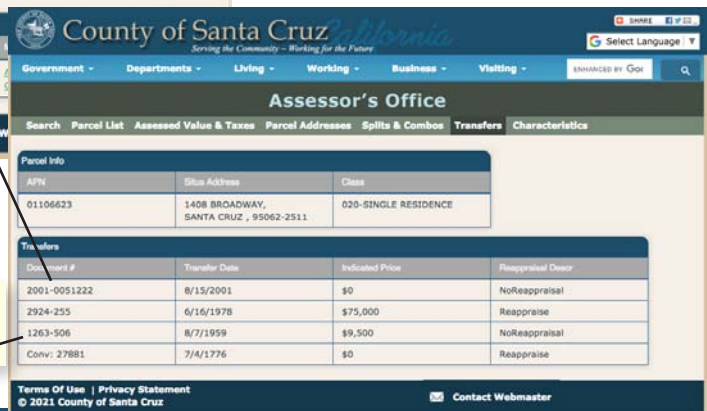 County of Santa Cruz
California
Serving the Community – Working for the Future
SHARE
Select Language ▼
Government - Departments - Living - Working - Business - Visiting -
ENHANCED BY Goo
Assessor's Office
Search Parcel List Assessed Value & Taxes Parcel Addresses Splits & Combos Transfers Characteristics
Parcel Info
APN Situs Address Class
01106623 1408 BROADWAY, 020-SINGLE RESIDENCE
SANTA CRUZ , 95062-2511
Transfers
Document # Transfer Date Indicated Price Reappraisal Descr
2001-0051222 8/15/2001 $0 NoReappraisal
2924-255 6/16/1978 $75,000 Reappraise
1263-506 8/7/1959 $9,500 NoReappraisal
Conv: 27881 7/4/1776 $0 Reappraise
Terms Of Use | Privacy Statement
© 2021 County of Santa Cruz
Contact Webmaster